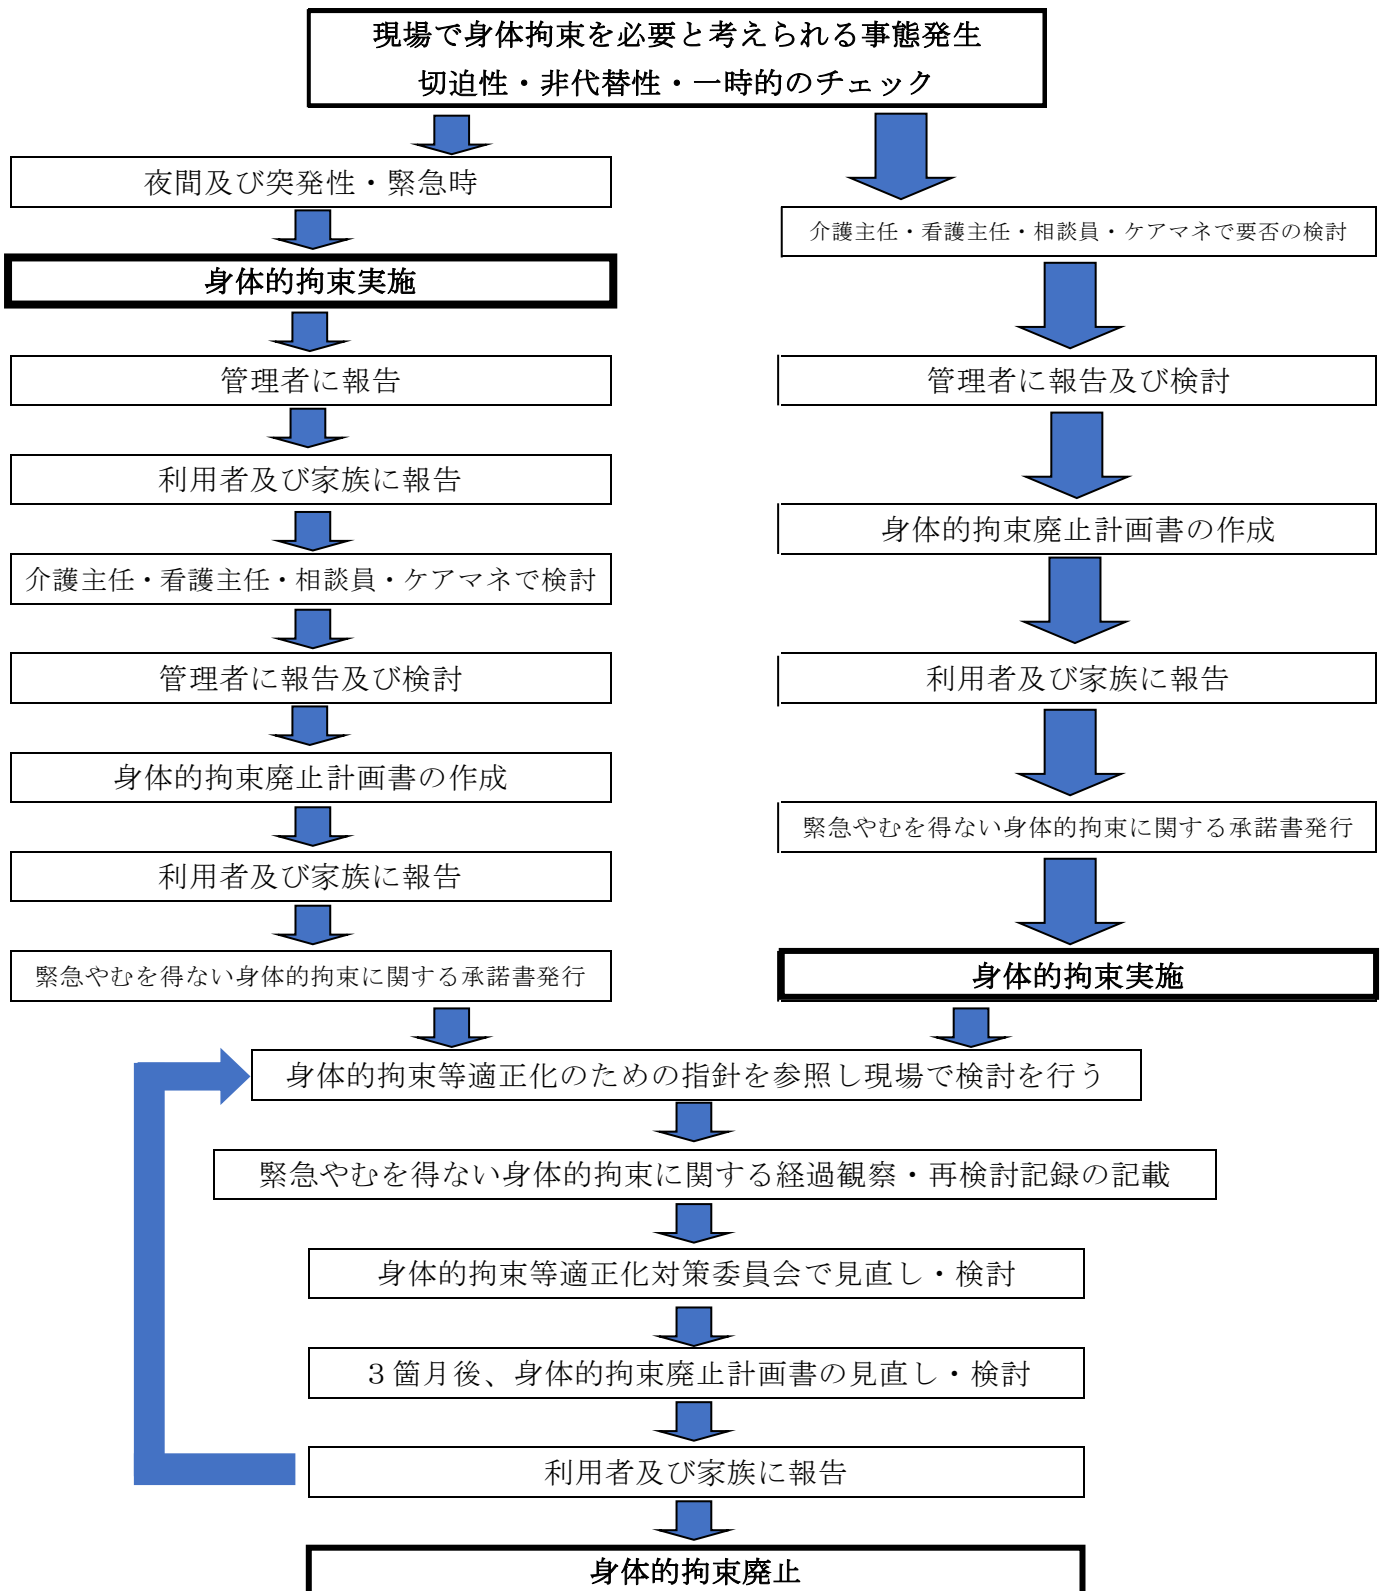 現場で身体拘束を必要と考えられる事態発生
切迫性・非代替性・一時的のチェック
夜間及び突発性・緊急時
身体的拘束実施
管理者に報告
利用者及び家族に報告
介護主任・看護主任・相談員・ケアマネで検討
管理者に報告及び検討
身体的拘束廃止計画書の作成
利用者及び家族に報告
緊急やむを得ない身体的拘束に関する承諾書発行
介護主任・看護主任・相談員・ケアマネで要否の検討
管理者に報告及び検討
身体的拘束廃止計画書の作成
利用者及び家族に報告
緊急やむを得ない身体的拘束に関する承諾書発行
身体的拘束実施
身体的拘束等適正化のための指針を参照し現場で検討を行う
緊急やむを得ない身体的拘束に関する経過観察・再検討記録の記載
身体的拘束等適正化対策委員会で見直し・検討
３箇月後、身体的拘束廃止計画書の見直し・検討
利用者及び家族に報告
身体的拘束廃止